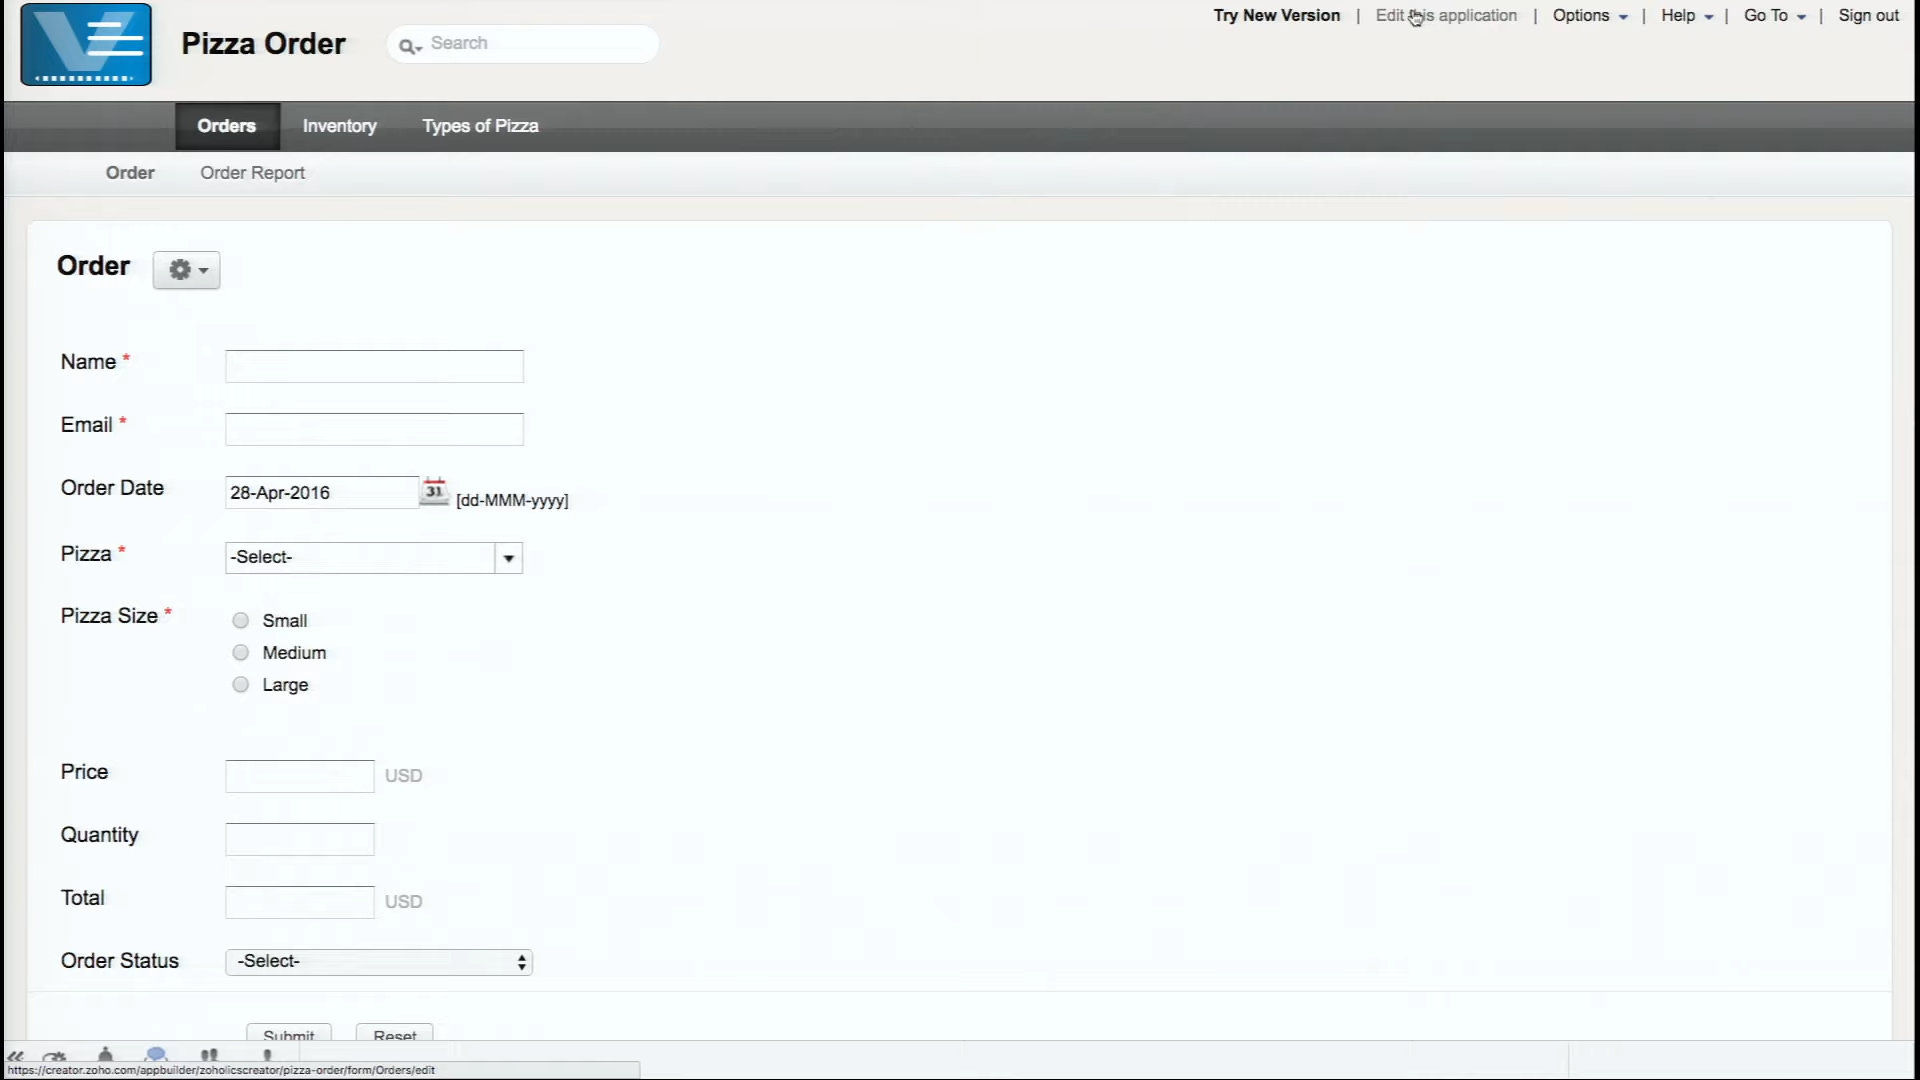 Pizza Order
Search
Try New Version | Edit this application | Options | Help | Go To | Sign out
Orders Inventory Types of Pizza
Order Order Report
Order
Name *
Email *
Order Date 28-Apr-2016 31 [dd-MMM-yyyy]
Pizza * -Select-
Pizza Size * Small
Medium
Large
Price USD
Quantity
Total USD
Order Status -Select-
Submit Reset
https://creator.zoho.com/appbuilder/zoholicscreator/pizza-order/form/Orders/edit